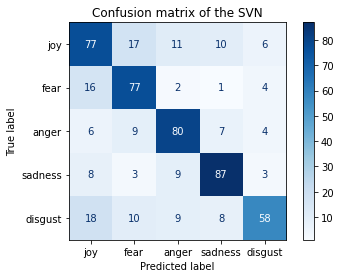 Confusion matrix of the SVN
True label
joy 77 17 11 10 6
fear 16 77 2 1 4
anger 6 9 80 7 4
sadness 8 3 9 87 3
disgust 18 10 9 8 58
joy fear anger sadness disgust
Predicted label
80
70
60
50
40
30
20
10